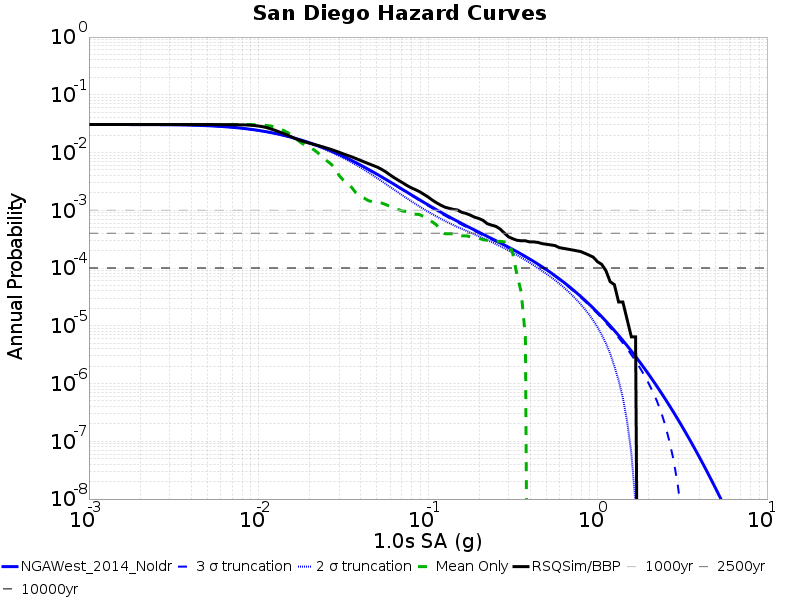 San Diego Hazard Curves
Annual Probability
10^0
10^-1
10^-2
10^-3
10^-4
10^-5
10^-6
10^-7
10^-8
10^-3 10^-2 10^-1 10^0 10^1
1.0s SA (g)
NGAWest_2014_NoIdr 3 σ truncation 2 σ truncation Mean Only RSQSim/BBP 1000yr 2500yr
10000yr